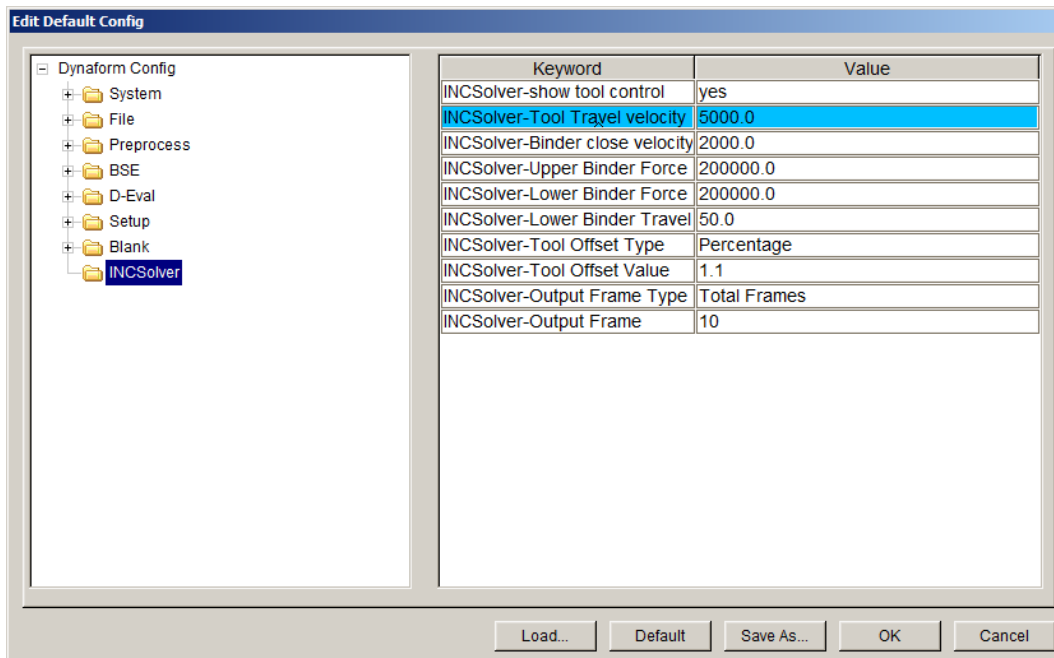 Edit Default Config
Dynaform Config
System
File
Preprocess
BSE
D-Eval
Setup
Blank
INCSolver
Keyword Value
INCSolver-show tool control yes
INCSolver-Tool Travel velocity 5000.0
INCSolver-Binder close velocity 2000.0
INCSolver-Upper Binder Force 200000.0
INCSolver-Lower Binder Force 200000.0
INCSolver-Lower Binder Travel 50.0
INCSolver-Tool Offset Type Percentage
INCSolver-Tool Offset Value 1.1
INCSolver-Output Frame Type Total Frames
INCSolver-Output Frame 10
Load... Default Save As... OK Cancel